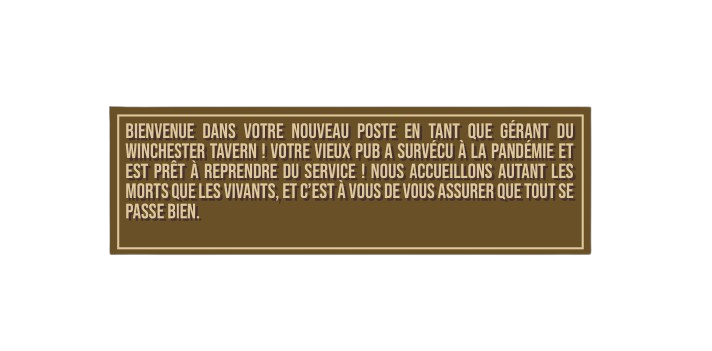 BIENVENUE DANS VOTRE NOUVEAU POSTE EN TANT QUE GÉRANT DU
WINCHESTER TAVERN ! VOTRE VIEUX PUB A SURVÉCU À LA PANDÉMIE ET
EST PRÊT À REPRENDRE DU SERVICE ! NOUS ACCUEILLONS AUTANT LES
MORTS QUE LES VIVANTS, ET C'EST À VOUS DE VOUS ASSURER QUE TOUT SE
PASSE BIEN.